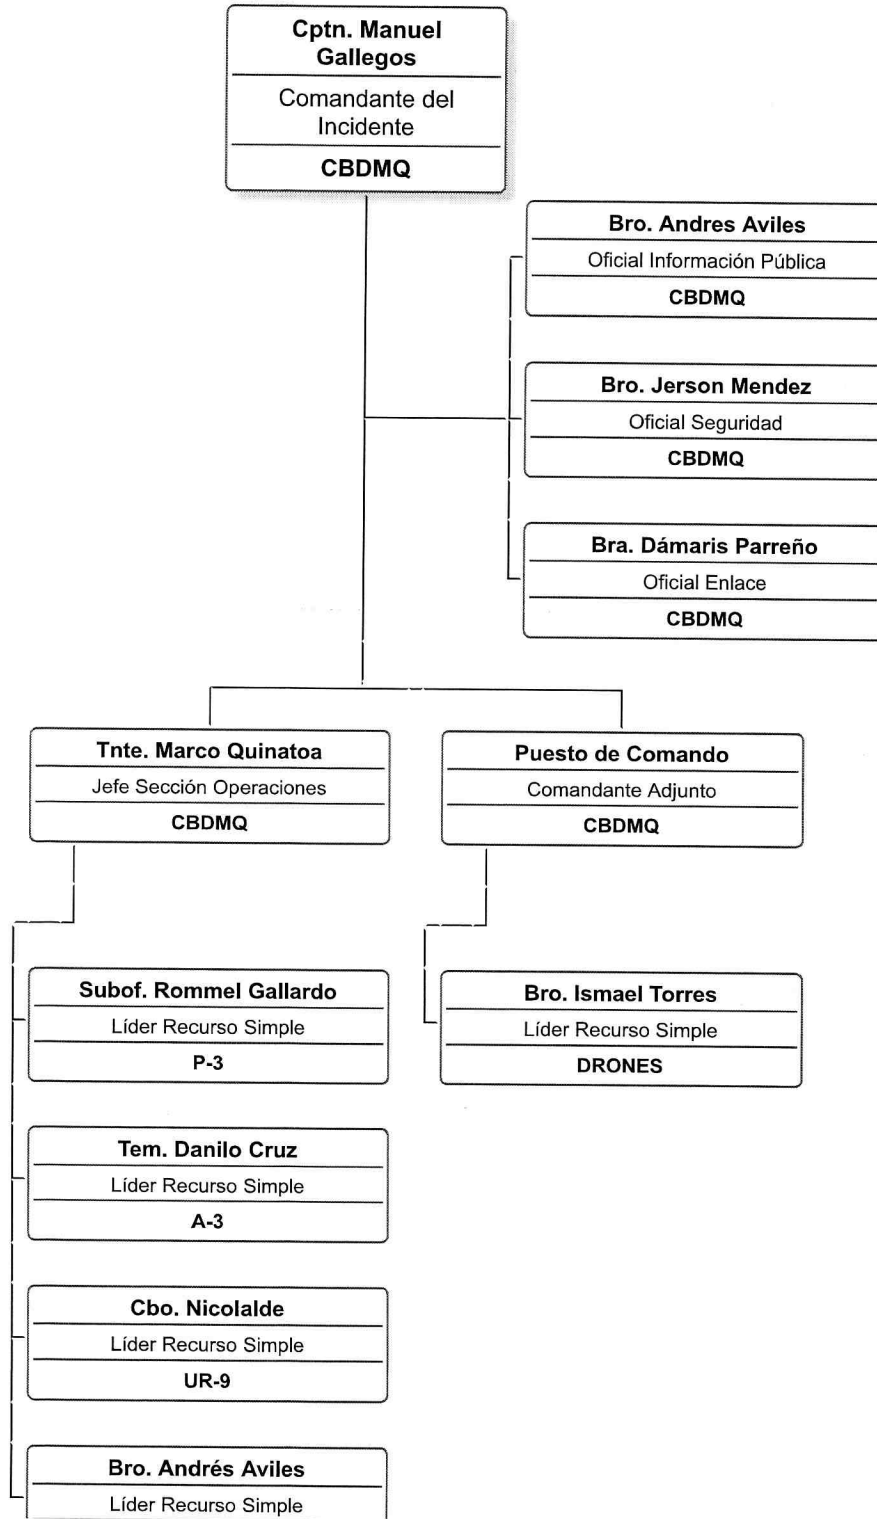 Cptn. Manuel
Gallegos
Comandante del
Incidente
CBDMQ
Bro. Andres Aviles
Oficial Información Pública
CBDMQ
Bro. Jerson Mendez
Oficial Seguridad
CBDMQ
Bra. Dámaris Parreño
Oficial Enlace
CBDMQ
Tnte. Marco Quinatoa
Jefe Sección Operaciones
CBDMQ
Puesto de Comando
Comandante Adjunto
CBDMQ
Subof. Rommel Gallardo
Líder Recurso Simple
P-3
Bro. Ismael Torres
Líder Recurso Simple
DRONES
Tem. Danilo Cruz
Líder Recurso Simple
A-3
Cbo. Nicolalde
Líder Recurso Simple
UR-9
Bro. Andrés Aviles
Líder Recurso Simple